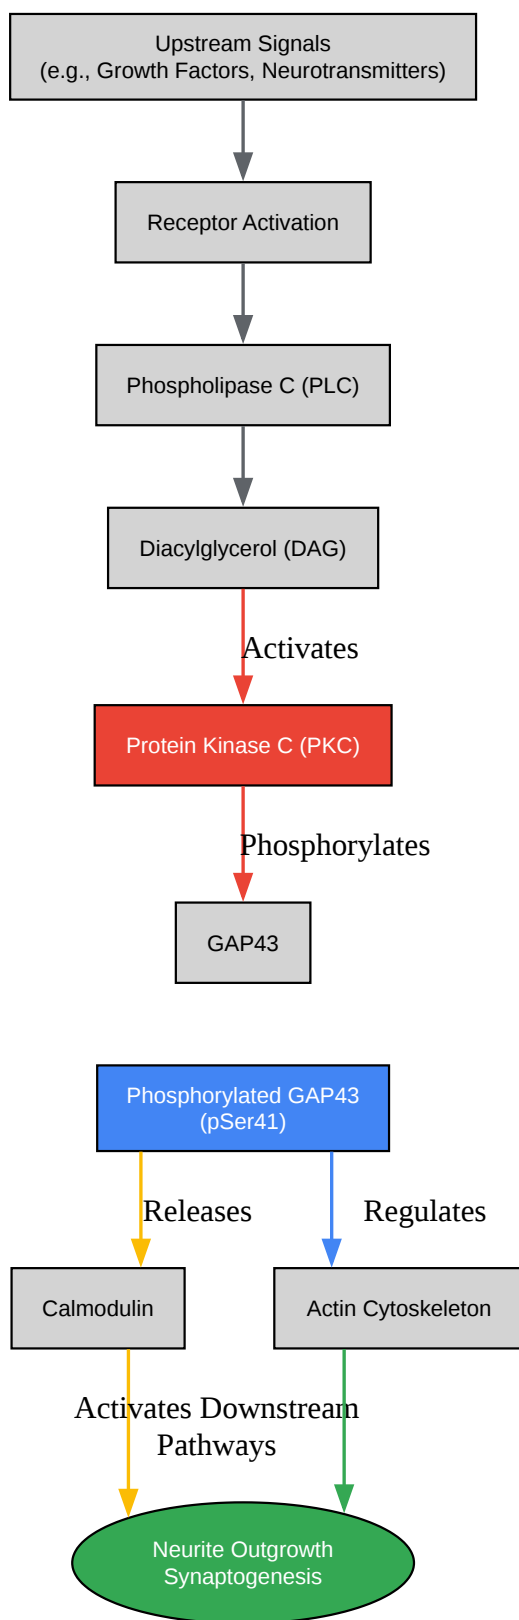 Upstream Signals
(e.g., Growth Factors, Neurotransmitters)
Receptor Activation
Phospholipase C (PLC)
Diacylglycerol (DAG)
Activates
Protein Kinase C (PKC)
Phosphorylates
GAP43
Phosphorylated GAP43
(pSer41)
Releases
Regulates
Calmodulin
Actin Cytoskeleton
Activates Downstream
Pathways
Neurite Outgrowth
Synaptogenesis